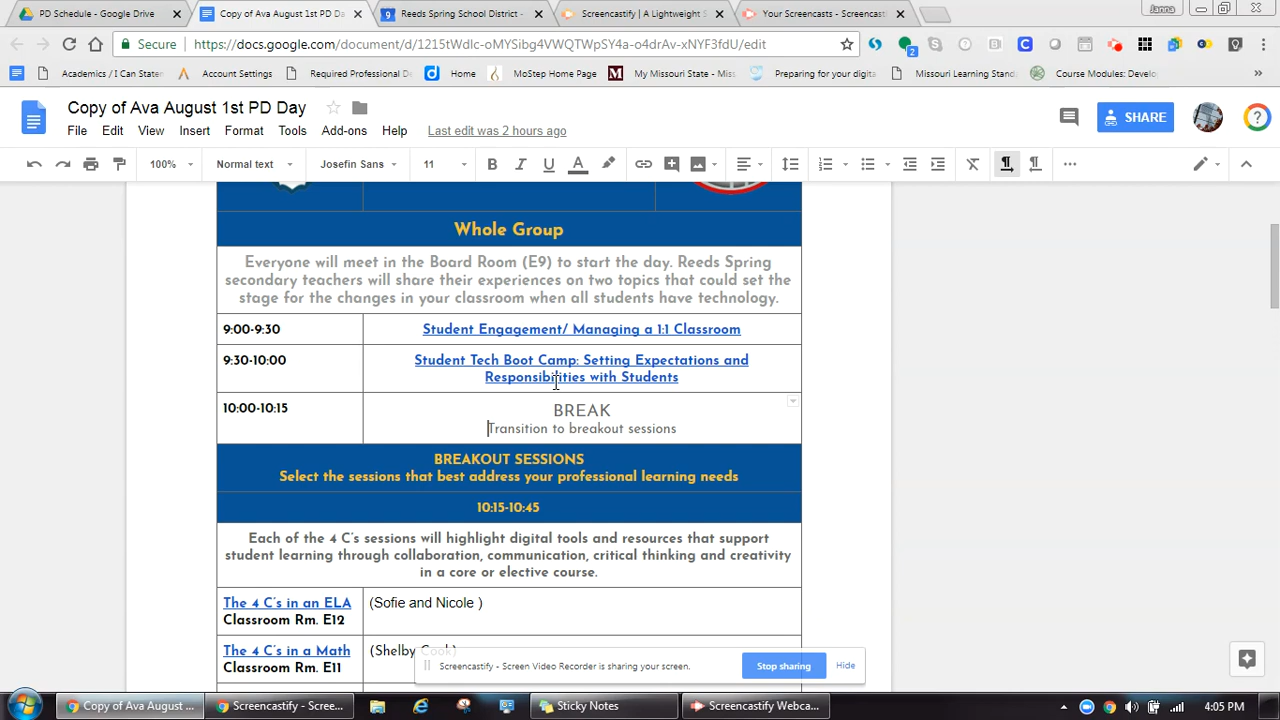 PD Schedule - Google Drive
Copy of Ava August 1st PD Day
Reeds Spring School District -
Screencastify | A Lightweight S
Your Screencasts - Screencast
Janna
Secure
https://docs.google.com/document/d/1215tWdIc-oMYSibg4VWQTWpSY4a-o4drAv-xNYF3fdU/edit
2
Academics / I Can State
Account Settings
Required Professional D
Home
MoStep Home Page
My Missouri State - Miss
Preparing for your digita
Missouri Learning Stand
Course Modules: Develo
Copy of Ava August 1st PD Day
SHARE
File Edit View Insert Format Tools Add-ons Help Last edit was 2 hours ago
100% Normal text Josefin Sans 11 B I U A
Whole Group
Everyone will meet in the Board Room (E9) to start the day. Reeds Spring
secondary teachers will share their experiences on two topics that could set the
stage for the changes in your classroom when all students have technology.
9:00-9:30
Student Engagement/ Managing a 1:1 Classroom
9:30-10:00
Student Tech Boot Camp: Setting Expectations and
Responsibilities with Students
10:00-10:15
BREAK
Transition to breakout sessions
BREAKOUT SESSIONS
Select the sessions that best address your professional learning needs
10:15-10:45
Each of the 4 C's sessions will highlight digital tools and resources that support
student learning through collaboration, communication, critical thinking and creativity
in a core or elective course.
The 4 C's in an ELA
Classroom Rm. E12
(Sofie and Nicole )
The 4 C's in a Math
Classroom Rm. E11
(Shelby Cook)
Screencastify - Screen Video Recorder is sharing your screen.
Stop sharing
Hide
Copy of Ava August ...
Screencastify - Scree...
Sticky Notes
Screencastify Webca...
4:05 PM